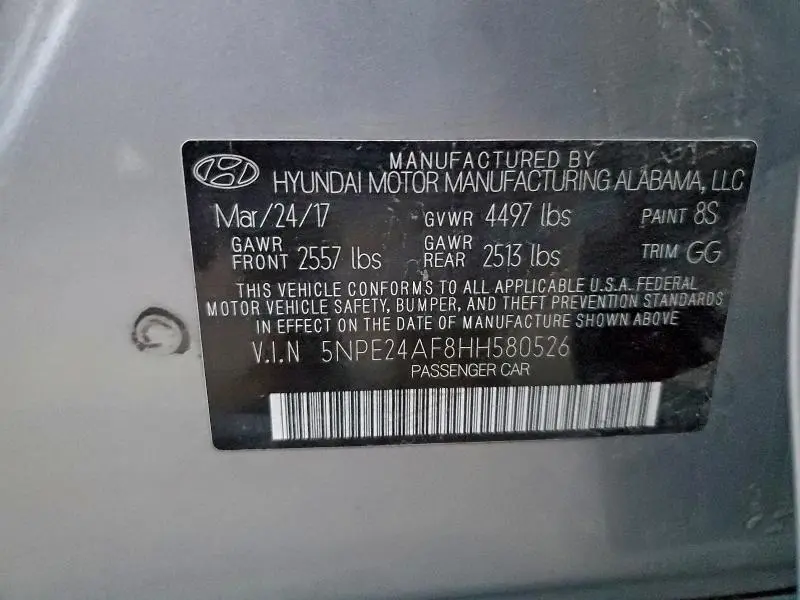 MANUFACTURED BY
HYUNDAI MOTOR MANUFACTURING ALABAMA, LLC
Mar/24/17 GVWR 4497 lbs PAINT 8S
GAWR FRONT 2557 lbs GAWR REAR 2513 lbs TRIM GG
THIS VEHICLE CONFORMS TO ALL APPLICABLE U.S.A. FEDERAL
MOTOR VEHICLE SAFETY, BUMPER, AND THEFT PREVENTION STANDARDS
IN EFFECT ON THE DATE OF MANUFACTURE SHOWN ABOVE
V.I.N 5NPE24AF8HH580526
PASSENGER CAR